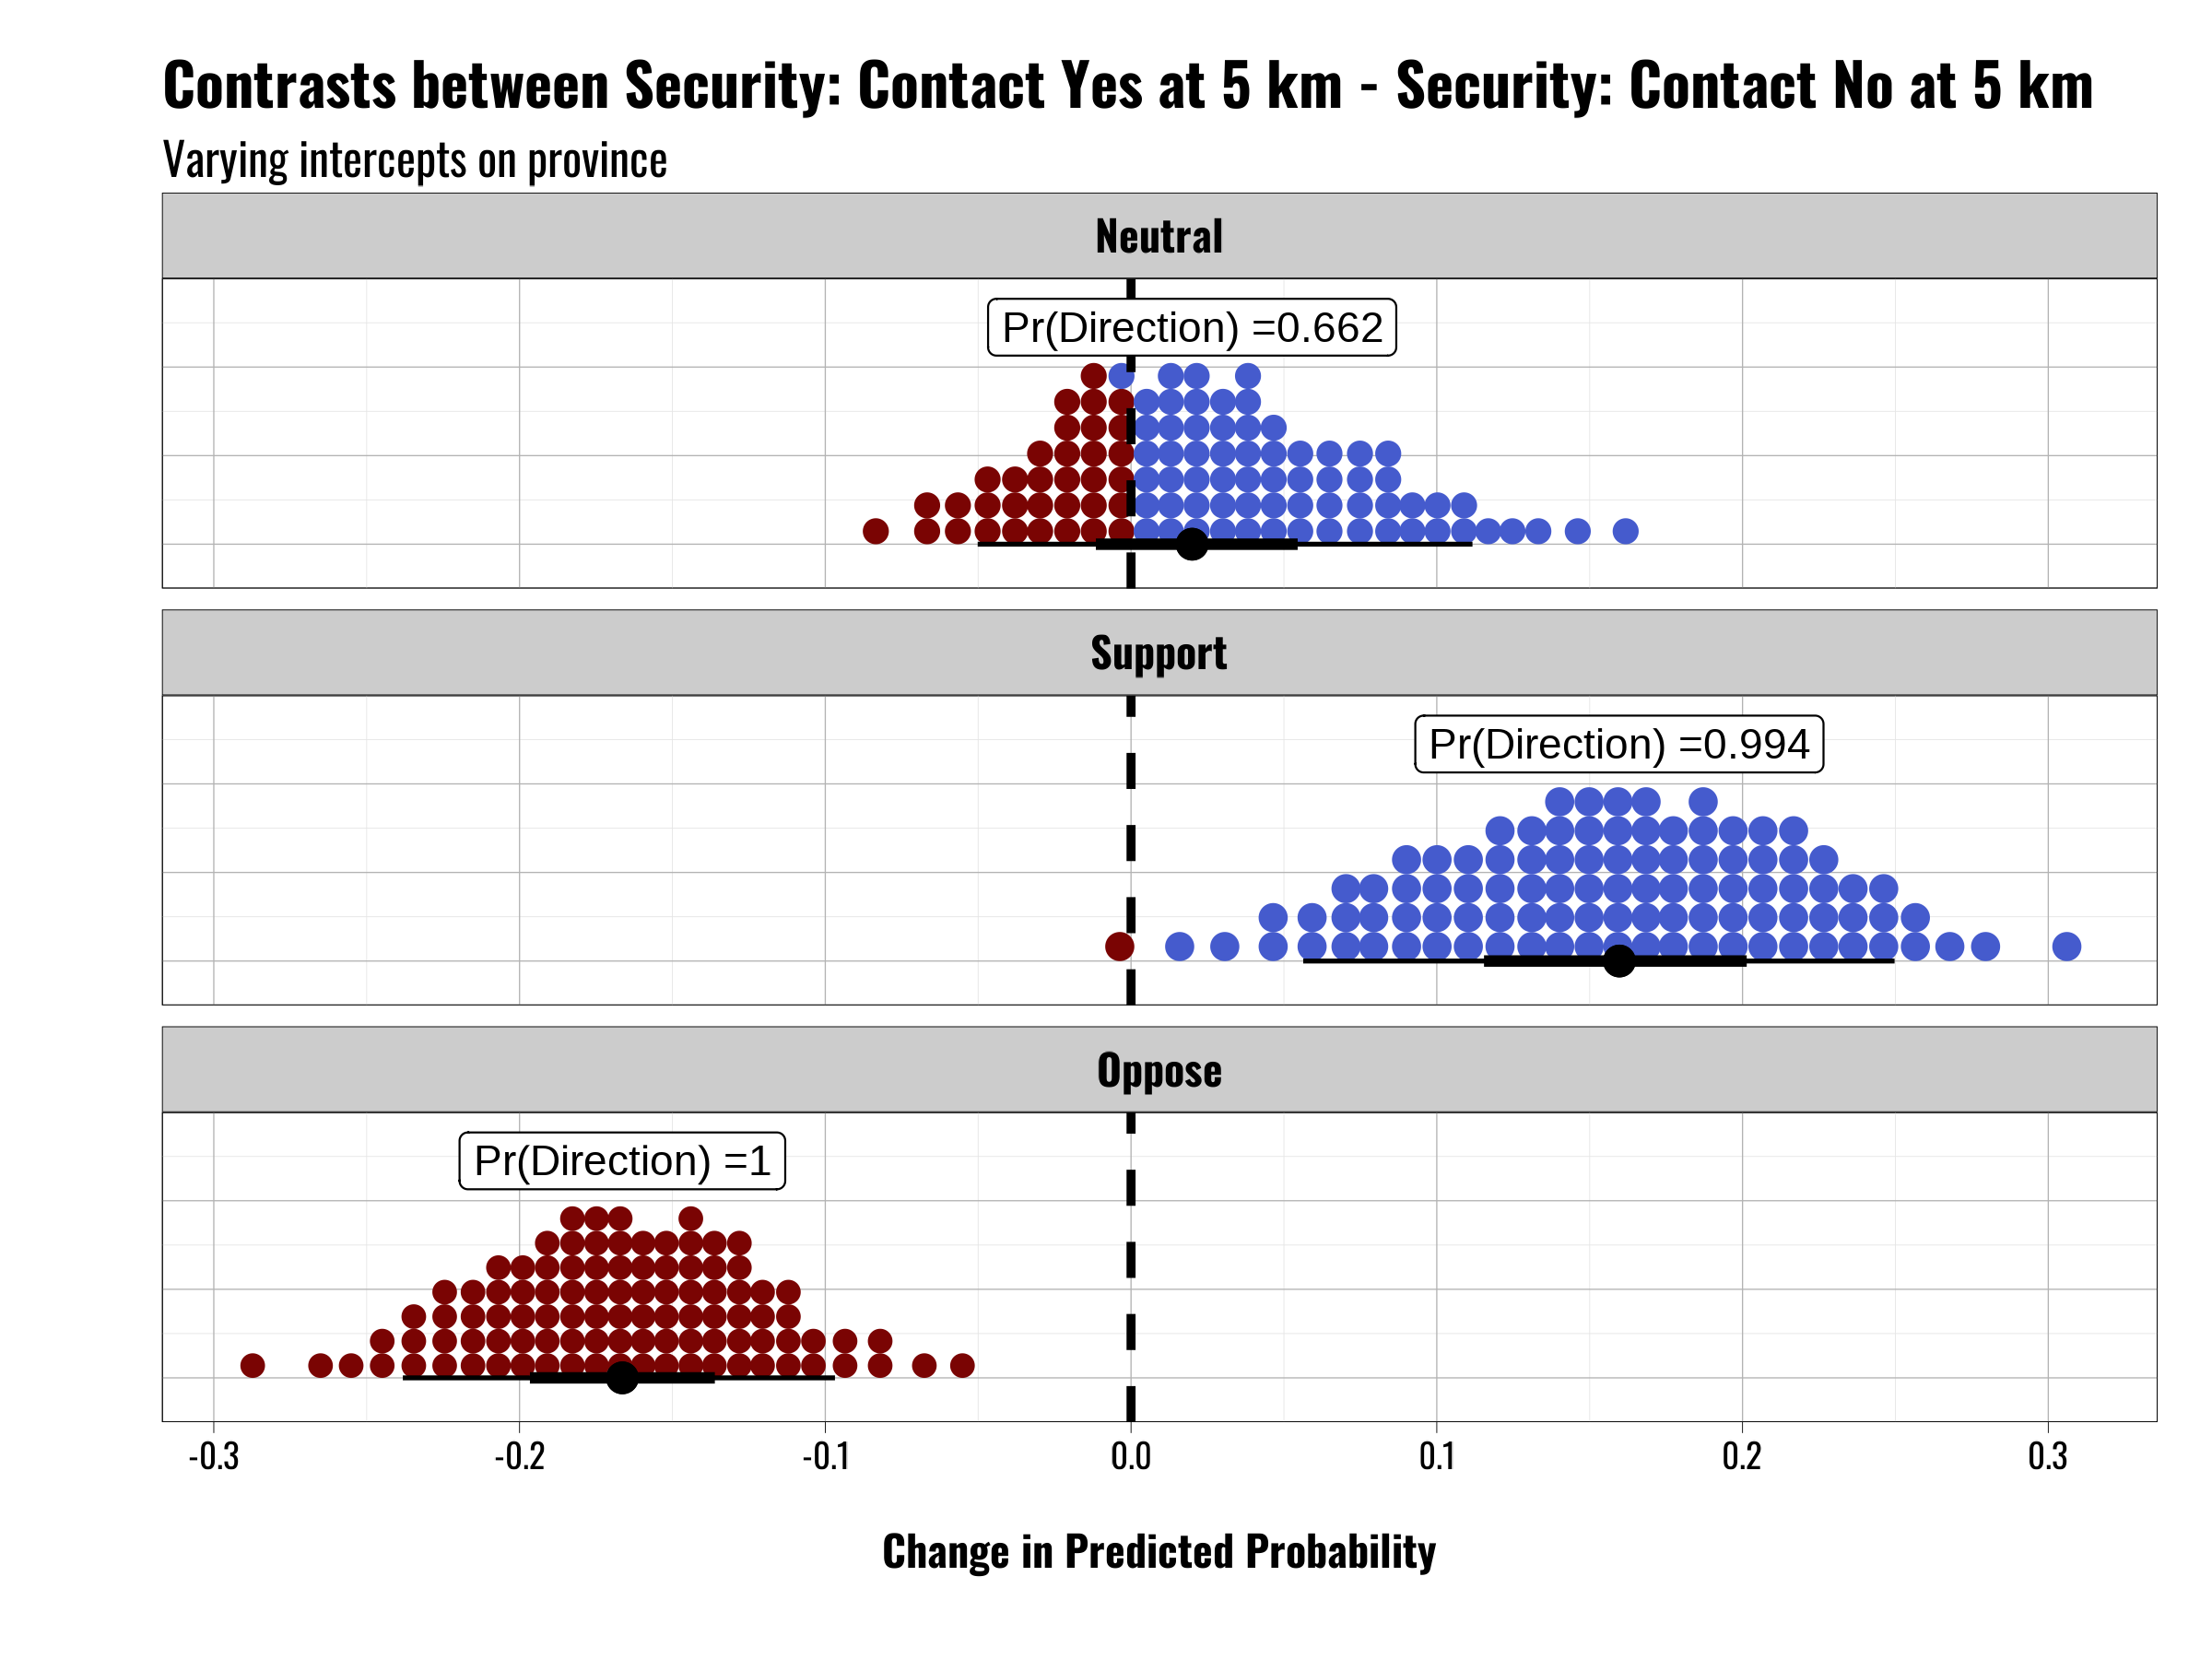 Contrasts between Security: Contact Yes at 5 km - Security: Contact No at 5 km
Varying intercepts on province
Neutral
Pr(Direction) =0.662
Support
Pr(Direction) =0.994
Oppose
Pr(Direction) =1
-0.3 -0.2 -0.1 0.0 0.1 0.2 0.3
Change in Predicted Probability